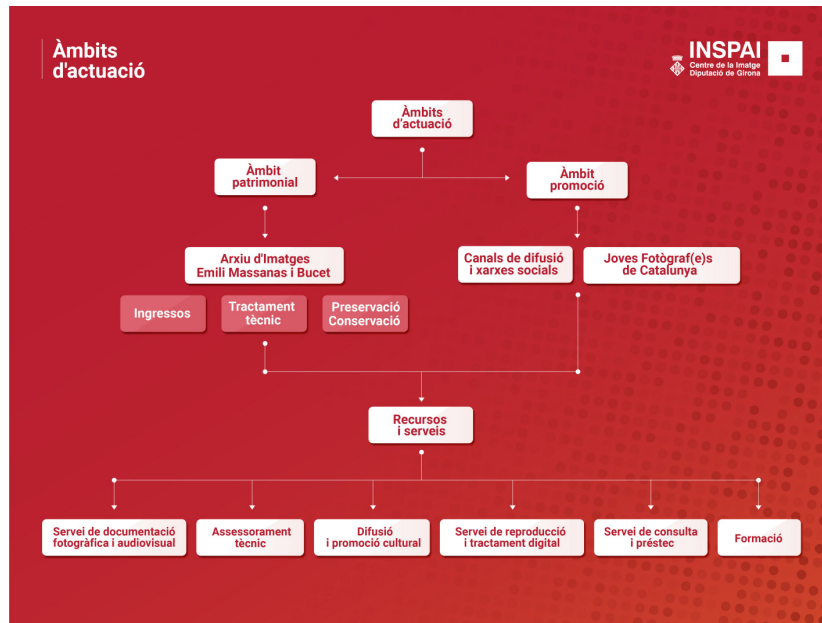 Àmbits
d'actuació
INSPAI
Centre de la Imatge
Diputació de Girona
Àmbits
d'actuació
Àmbit
patrimonial
Àmbit
promoció
Arxiu d'Imatges
Emili Massanas i Bucet
Canals de difusió
i xarxes socials
Joves Fotògraf(e)s
de Catalunya
Ingressos
Tractament
tècnic
Preservació
Conservació
Recursos
i serveis
Servei de documentació
fotogràfica i audiovisual
Assessorament
tècnic
Difusió
i promoció cultural
Servei de reproducció
i tractament digital
Servei de consulta
i préstec
Formació